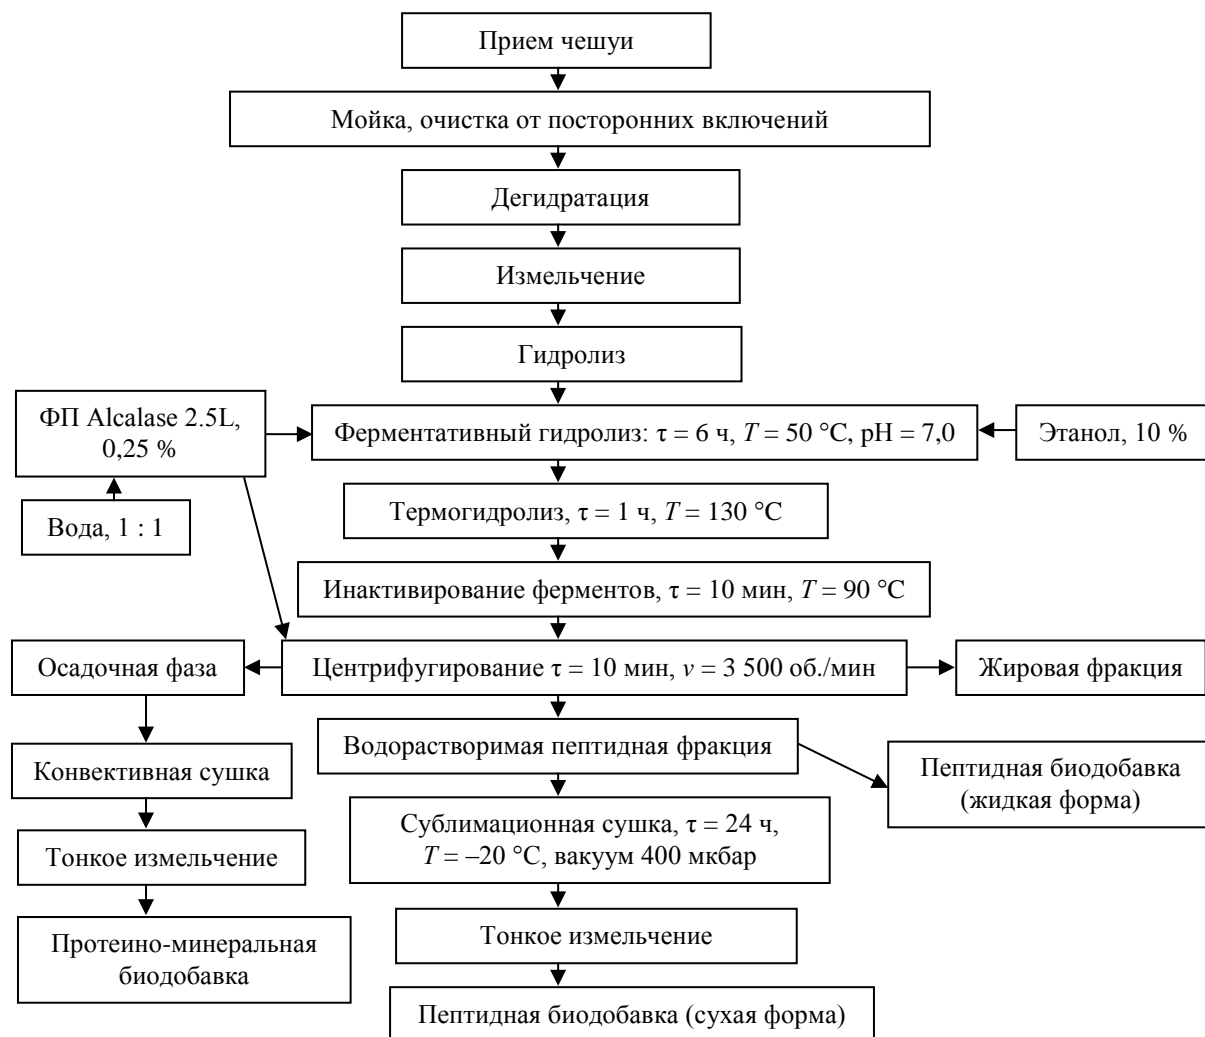 Прием чешуи
Мойка, очистка от посторонних включений
Дегидратация
Измельчение
Гидролиз
ФП Alcalase 2.5L,
0,25 %
Ферментативный гидролиз: τ = 6 ч, T = 50 °C, pH = 7,0
Этанол, 10 %
Вода, 1 : 1
Термогидролиз, τ = 1 ч, T = 130 °C
Инактивирование ферментов, τ = 10 мин, T = 90 °C
Осадочная фаза
Центрифугирование τ = 10 мин, v = 3 500 об./мин
Жировая фракция
Водорастворимая пептидная фракция
Конвективная сушка
Пептидная биодобавка
(жидкая форма)
Сублимационная сушка, τ = 24 ч,
T = –20 °C, вакуум 400 мкбар
Тонкое измельчение
Тонкое измельчение
Протеино-минеральная
биодобавка
Пептидная биодобавка (сухая форма)